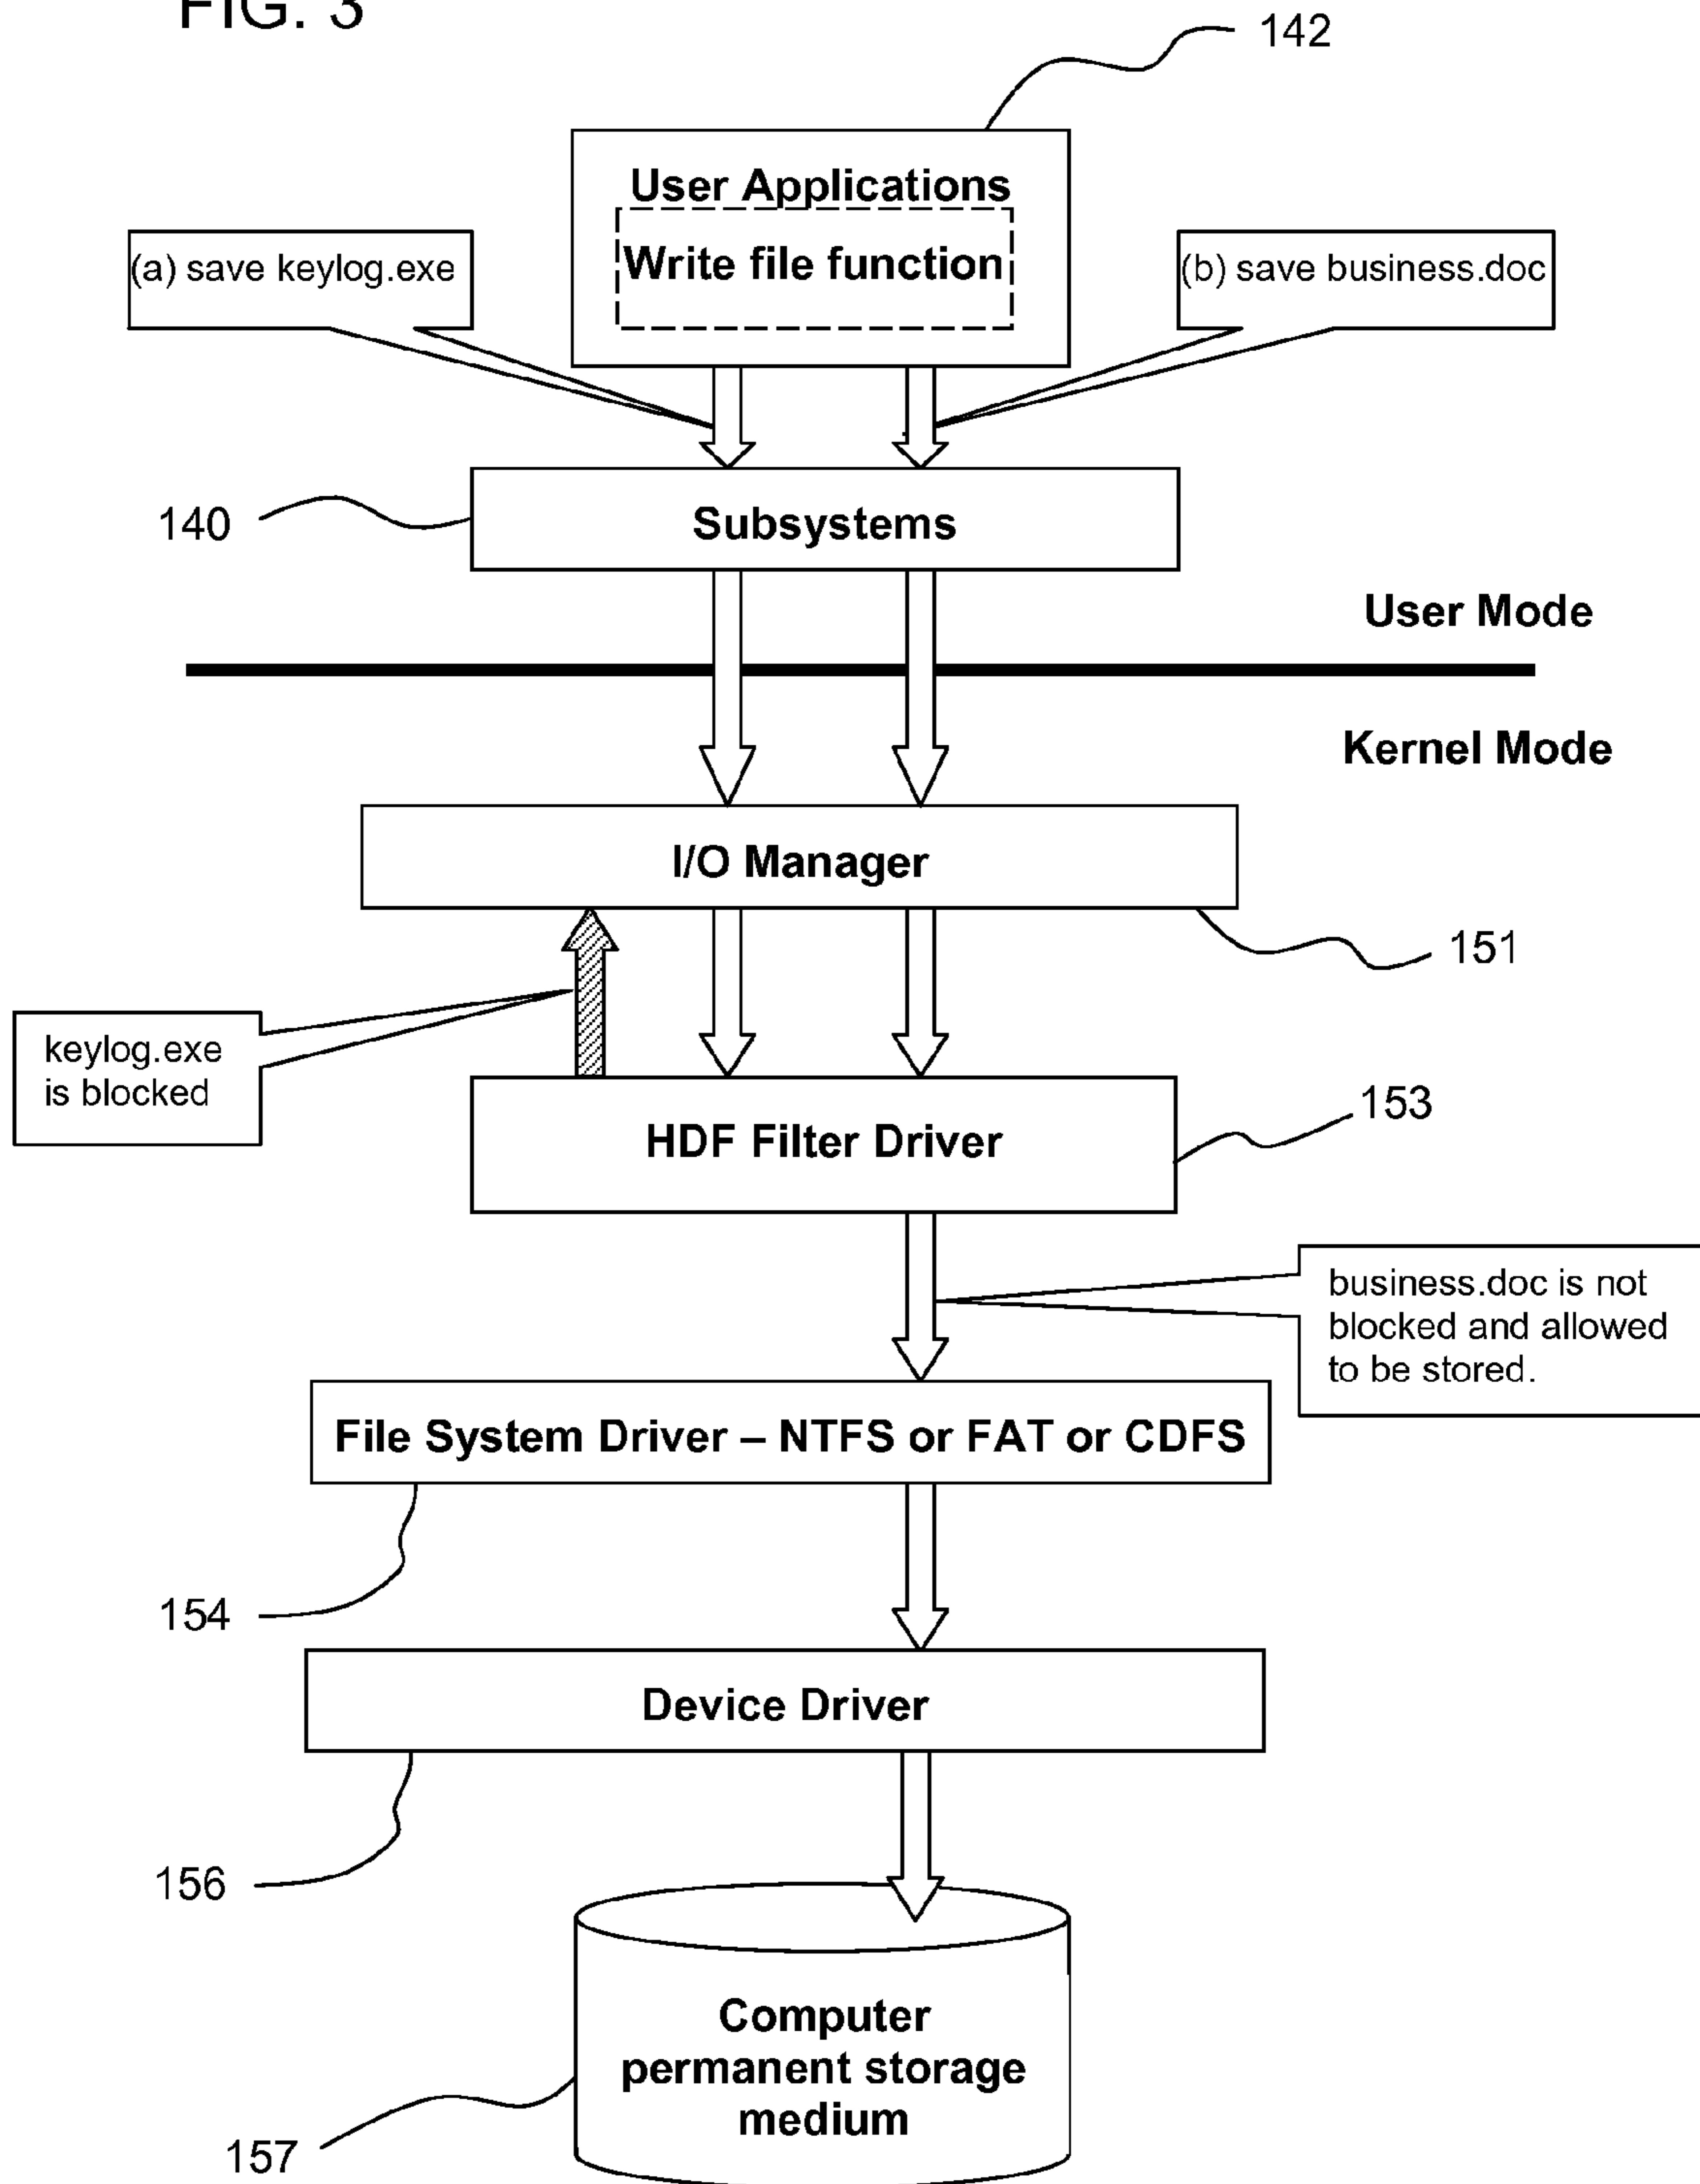 FIG. 3
142
User Applications
(a) save keylog.exe
Write file function
(b) save business.doc
140
Subsystems
User Mode
Kernel Mode
I/O Manager
151
keylog.exe
is blocked
153
HDF Filter Driver
business.doc is not
blocked and allowed
to be stored.
File System Driver – NTFS or FAT or CDFS
154
Device Driver
156
Computer
permanent storage
medium
157